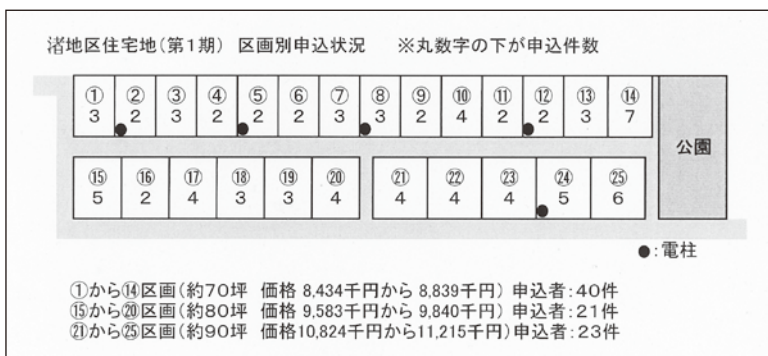 渚地区住宅地(第1期) 区画別申込状況 ※丸数字の下が申込件数
① ② ③ ④ ⑤ ⑥ ⑦ ⑧ ⑨ ⑩ ⑪ ⑫ ⑬ ⑭
3 2 3 2 2 2 3 3 2 4 2 2 3 7
公園
⑮ ⑯ ⑰ ⑱ ⑲ ⑳ ㉑ ㉒ ㉓ ㉔ ㉕
5 2 4 3 3 4 4 4 4 5 6
●:電柱
①から⑭区画(約70坪 価格 8,434千円から 8,839千円) 申込者:40件
⑮から⑳区画(約80坪 価格 9,583千円から 9,840千円) 申込者:21件
㉑から㉕区画(約90坪 価格10,824千円から11,215千円)申込者:23件